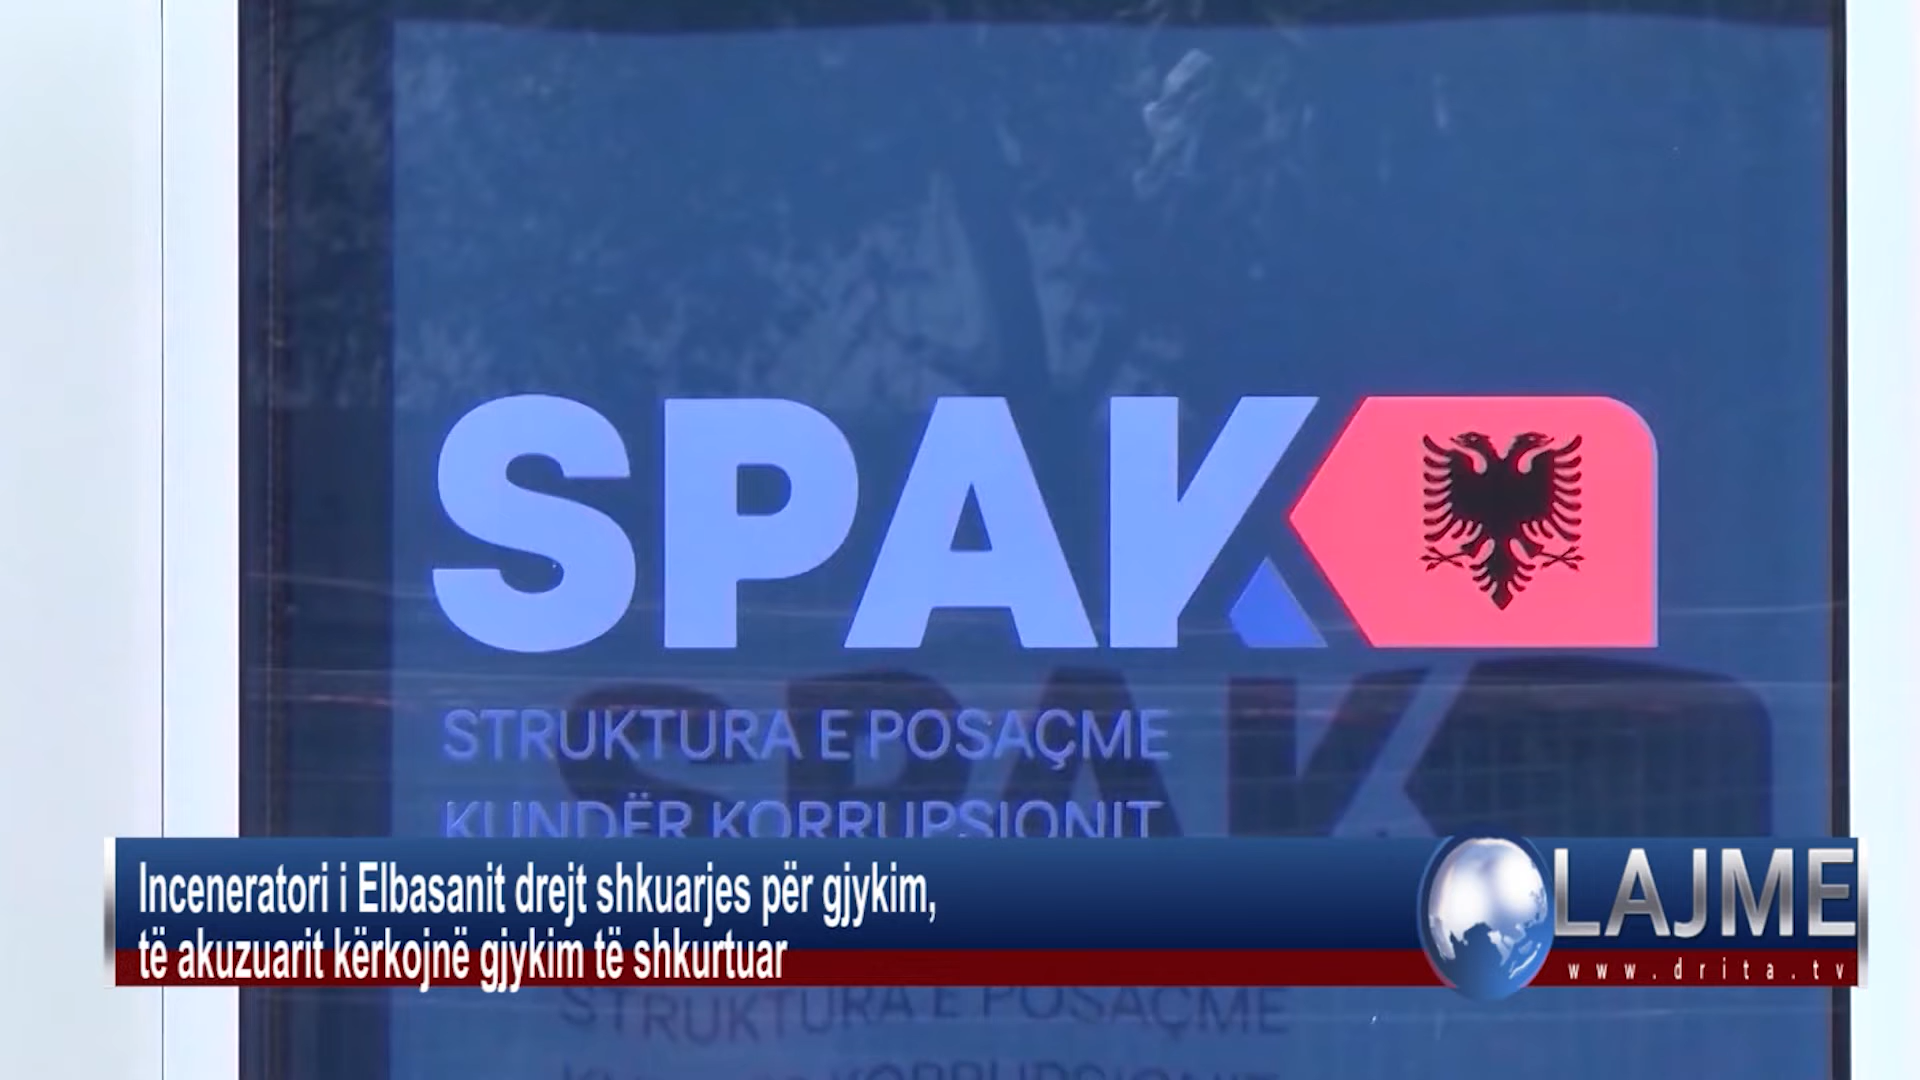 SPAK
STRUKTURA E POSAÇME
KUNDËR KORRUPSIONIT
Inceneratori i Elbasanit drejt shkuarjes për gjykim,
të akuzuarit kërkojnë gjykim të shkurtuar
LAJME
www.drita.tv
SPAK
STRUKTURA E POSAÇME